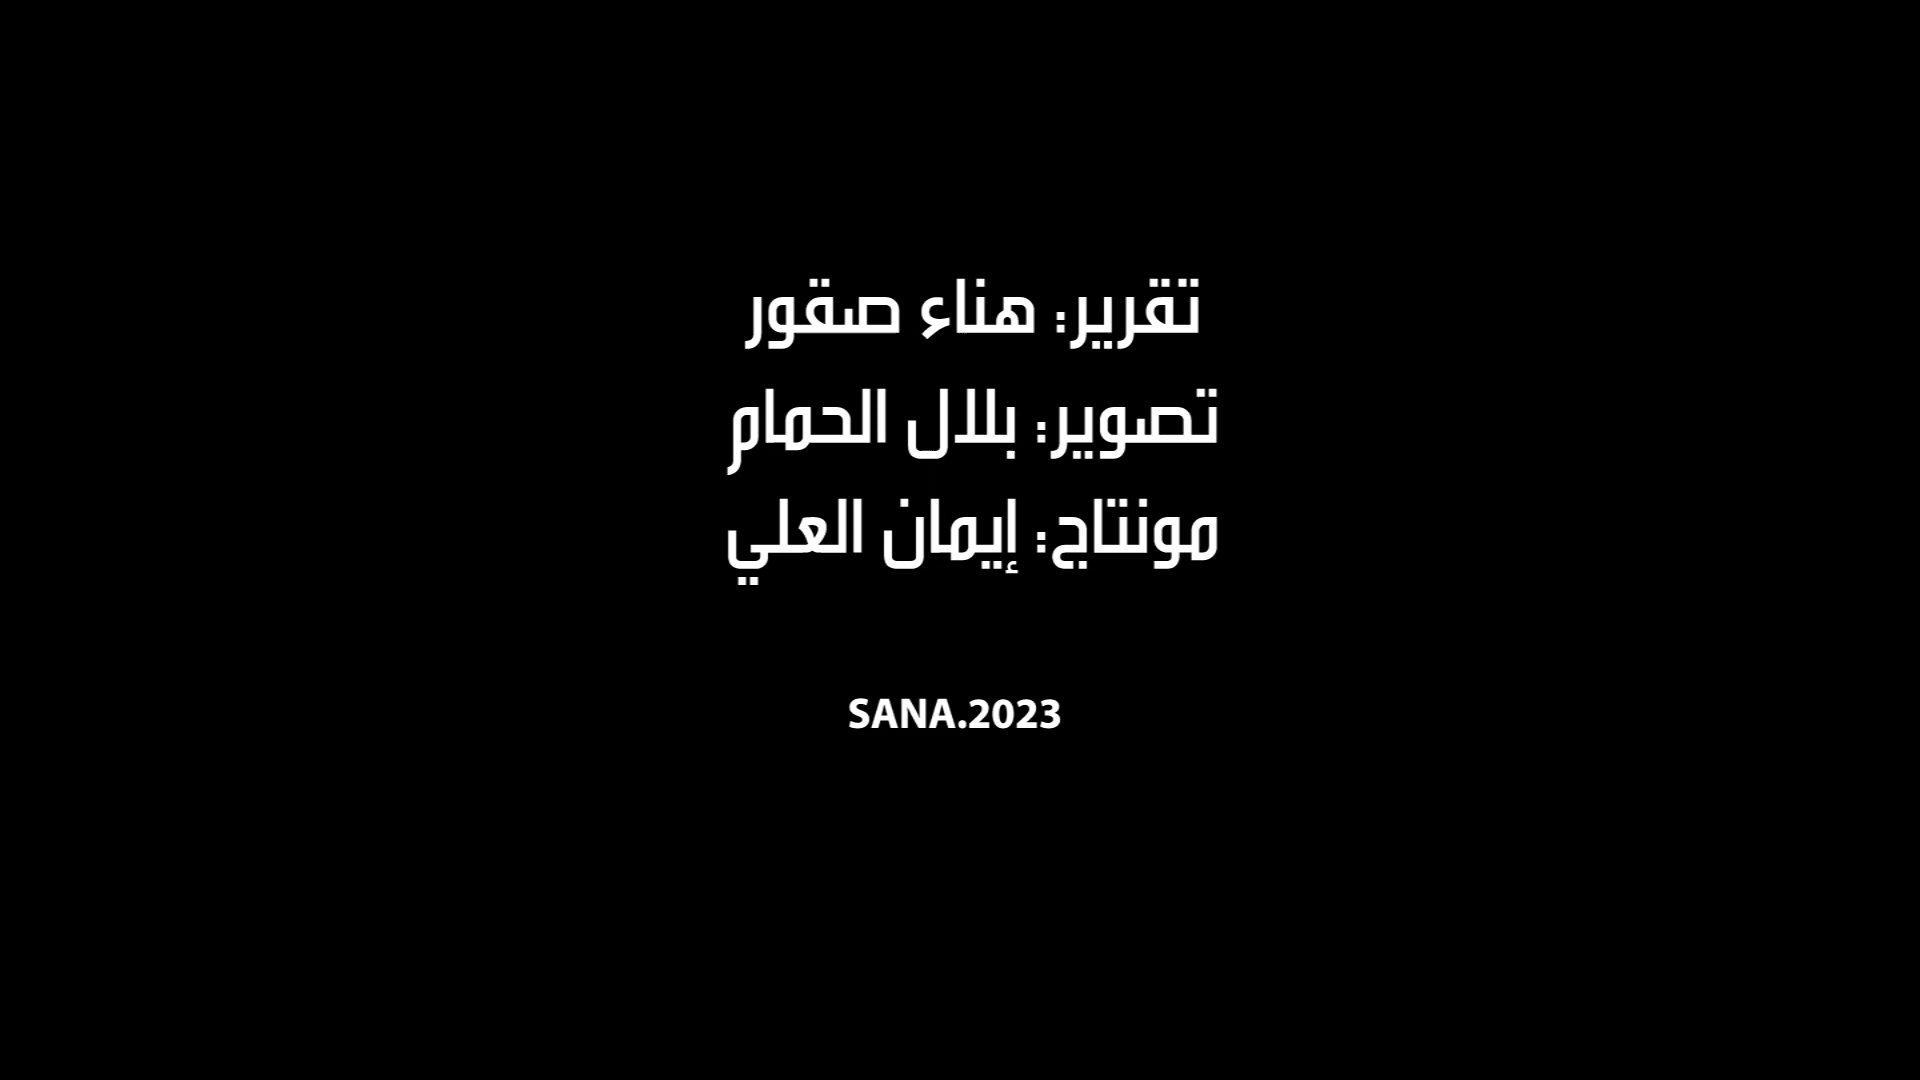 تقرير: هناء صقور
تصوير: بلال الحمام
مونتاج: إيمان العلي
SANA.2023